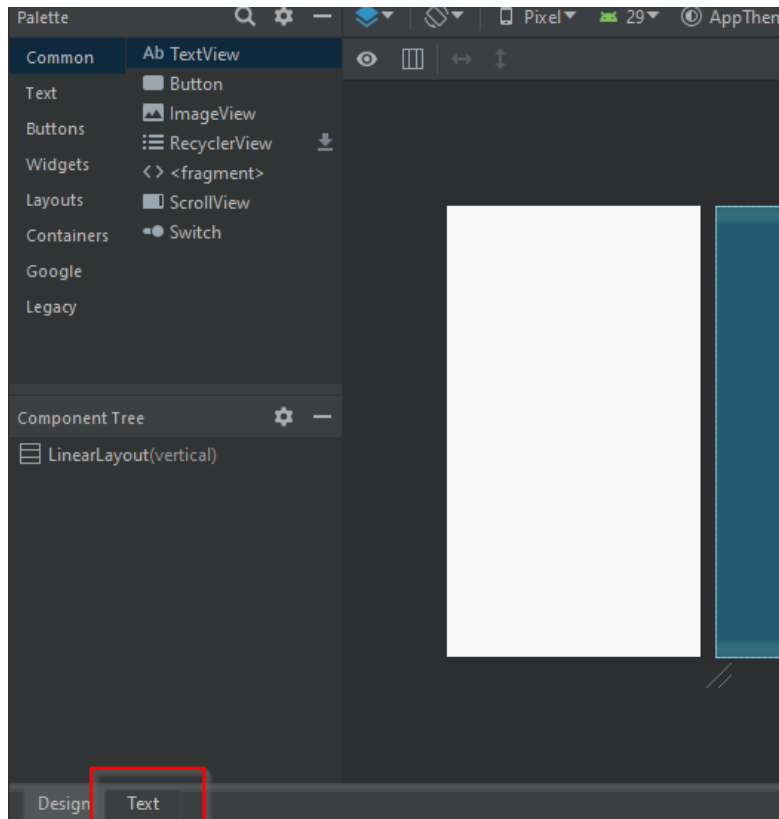 Palette
Pixel 29 AppThem
Common
Text
Buttons
Widgets
Layouts
Containers
Google
Legacy
Ab TextView
Button
ImageView
RecyclerView
<fragment>
ScrollView
Switch
Component Tree
LinearLayout(vertical)
Design Text